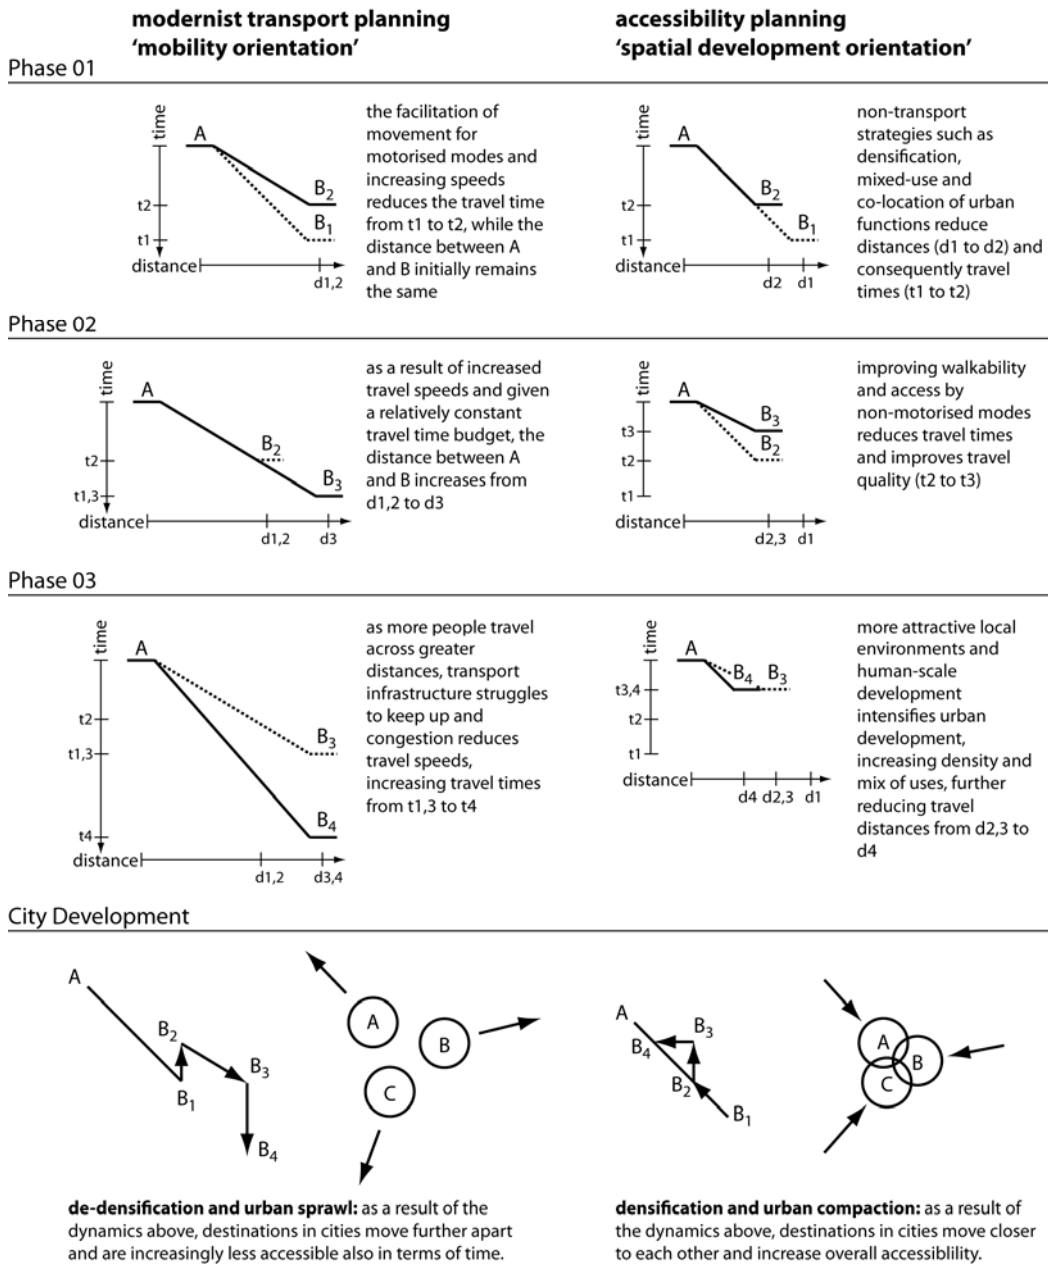 modernist transport planning
‘mobility orientation’
accessibility planning
‘spatial development orientation’
Phase 01
time
A
B2
B1
t2
t1
distance
d1,2
the facilitation of
movement for
motorised modes and
increasing speeds
reduces the travel time
from t1 to t2, while the
distance between A
and B initially remains
the same
time
A
B2
B1
t2
t1
distance
d2 d1
non-transport
strategies such as
densification,
mixed-use and
co-location of urban
functions reduce
distances (d1 to d2) and
consequently travel
times (t1 to t2)
Phase 02
time
A
B2
B3
t2
t1,3
distance
d1,2 d3
as a result of increased
travel speeds and given
a relatively constant
travel time budget, the
distance between A
and B increases from
d1,2 to d3
time
A
B3
B2
t3
t2
t1
distance
d2,3 d1
improving walkability
and access by
non-motorised modes
reduces travel times
and improves travel
quality (t2 to t3)
Phase 03
time
A
B3
B4
t2
t1,3
t4
distance
d1,2 d3,4
as more people travel
across greater
distances, transport
infrastructure struggles
to keep up and
congestion reduces
travel speeds,
increasing travel times
from t1,3 to t4
time
A
B4 B3
t3,4
t2
t1
distance
d4 d2,3 d1
more attractive local
environments and
human-scale
development
intensifies urban
development,
increasing density and
mix of uses, further
reducing travel
distances from d2,3 to
d4
City Development
A
B2
B1
B3
B4
A
B
C
A
B3
B4
B2
B1
A
B
C
de-densification and urban sprawl: as a result of the
dynamics above, destinations in cities move further apart
and are increasingly less accessible also in terms of time.
densification and urban compaction: as a result of
the dynamics above, destinations in cities move closer
to each other and increase overall accessiblility.